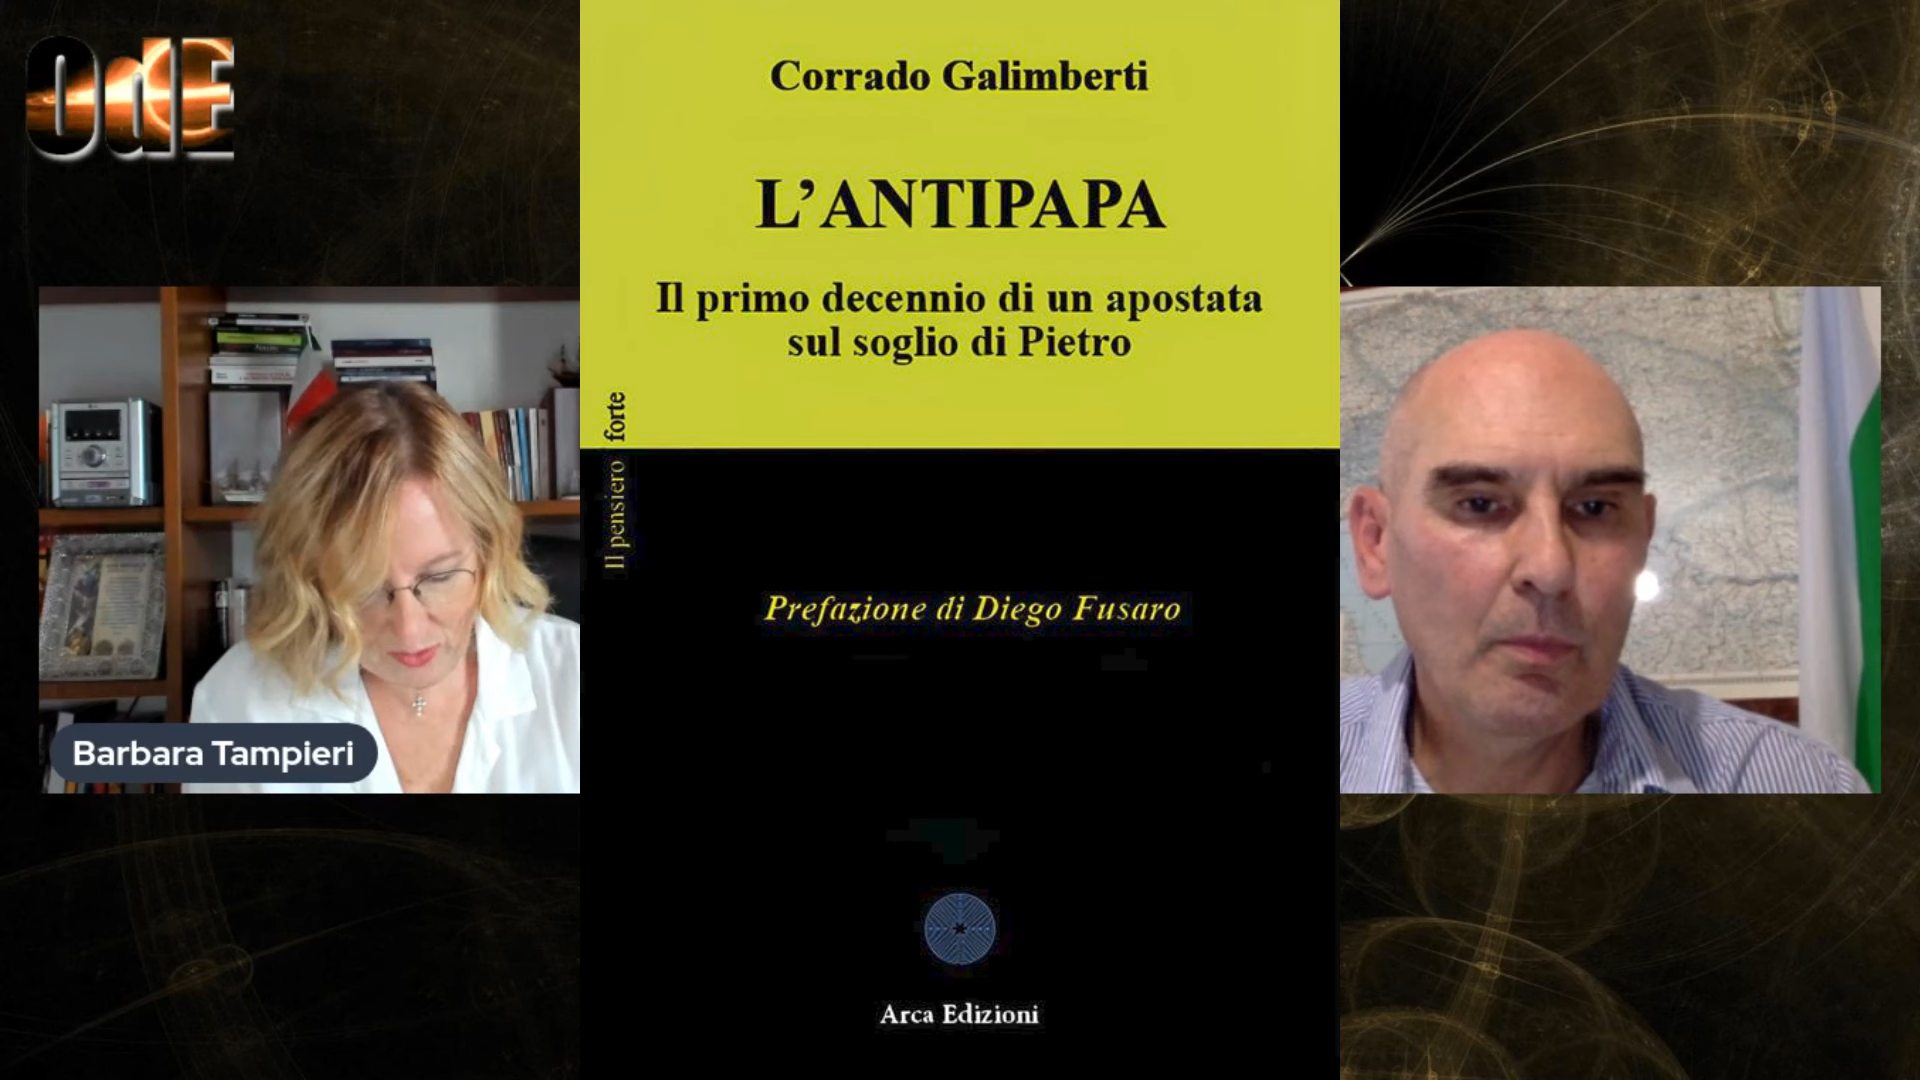 OdE
Corrado Galimberti
L’ANTIPAPA
Il primo decennio di un apostata
sul soglio di Pietro
Il pensiero forte
Prefazione di Diego Fusaro
Barbara Tampieri
Arca Edizioni